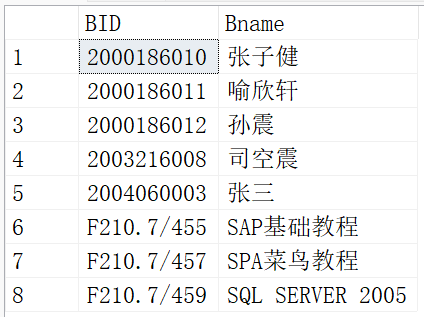 BID Bname
1 2000186010 张子健
2 2000186011 喻欣轩
3 2000186012 孙震
4 2003216008 司空震
5 2004060003 张三
6 F210.7/455 SAP基础教程
7 F210.7/457 SPA菜鸟教程
8 F210.7/459 SQL SERVER 2005